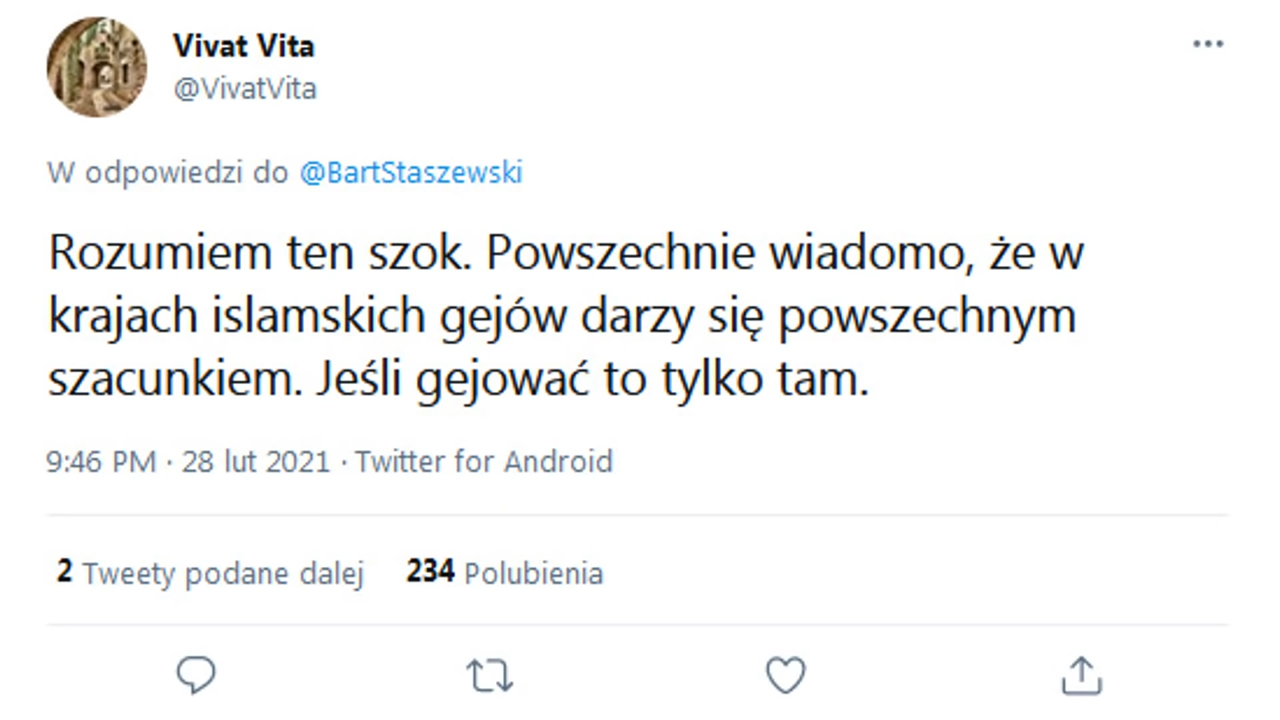 Vivat Vita
@VivatVita
W odpowiedzi do @BartStaszewski
Rozumiem ten szok. Powszechnie wiadomo, że w
krajach islamskich gejów darzy się powszechnym
szacunkiem. Jeśli gejować to tylko tam.
9:46 PM · 28 lut 2021 · Twitter for Android
2 Tweety podane dalej 234 Polubienia